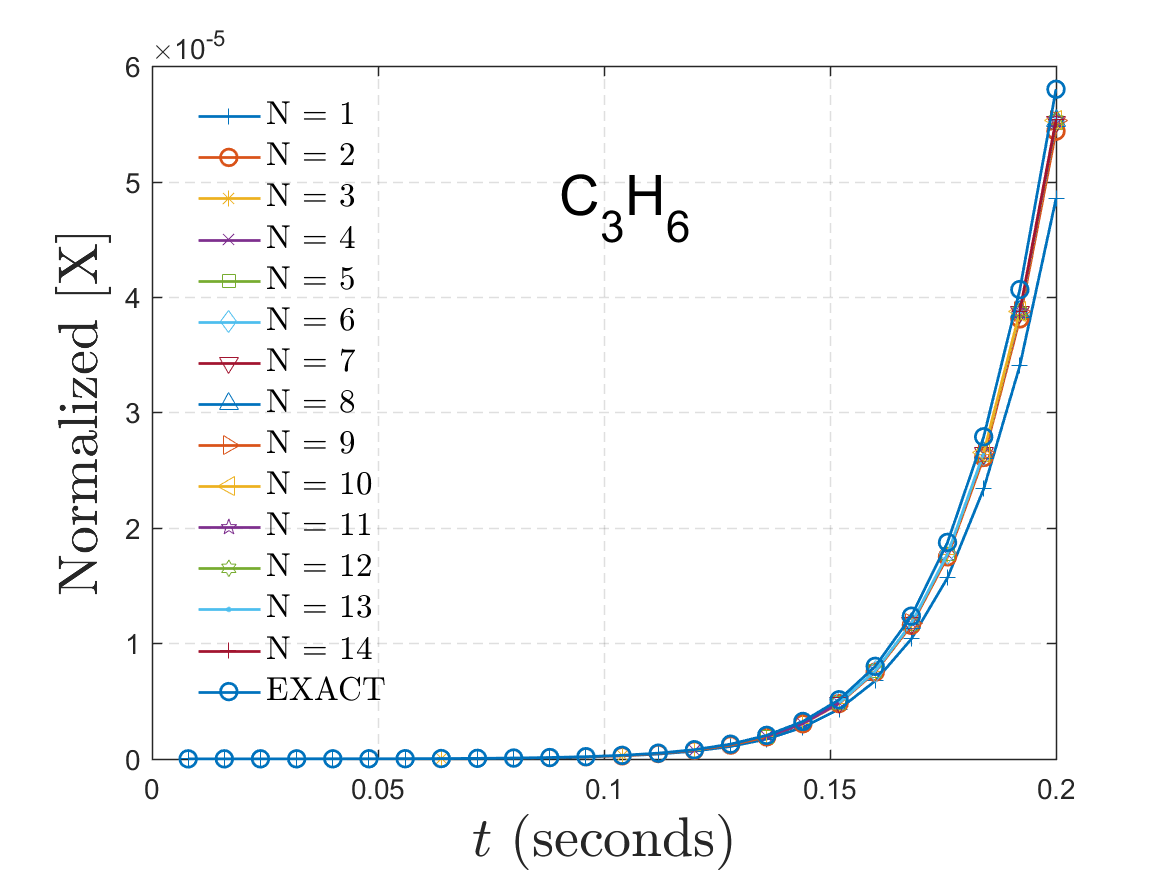 ×10-5
6
5
4
3
2
1
0
Normalized [X]
N = 1
N = 2
N = 3
N = 4
N = 5
N = 6
N = 7
N = 8
N = 9
N = 10
N = 11
N = 12
N = 13
N = 14
EXACT
C3H6
0 0.05 0.1 0.15 0.2
t (seconds)